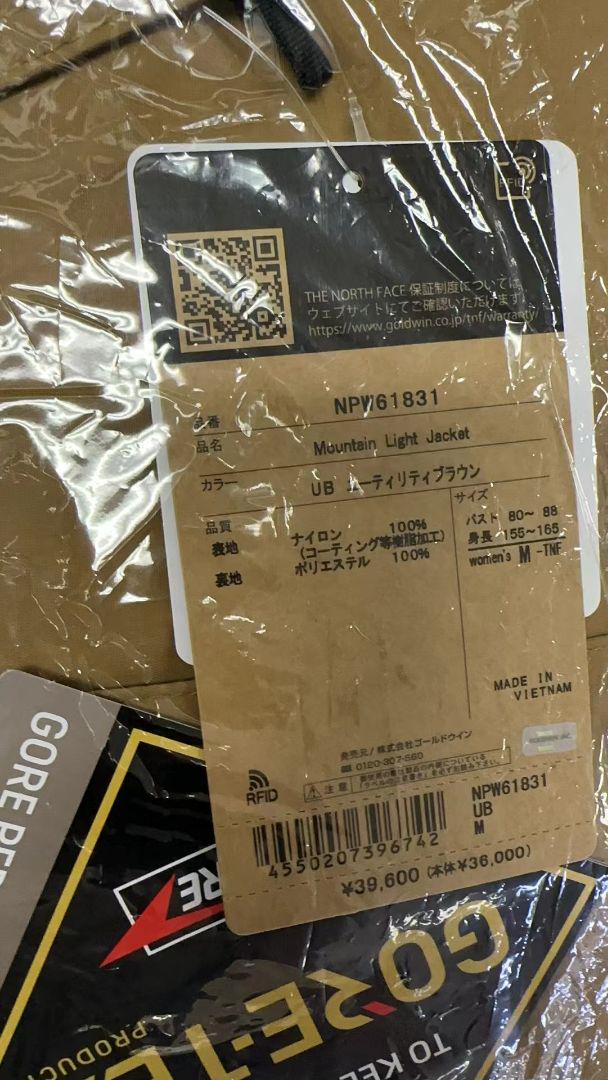 RFID
THE NORTH FACE 保証制度については
ウェブサイトにてご確認いただけます。
https://www.goldwin.co.jp/tnf/warranty/
品番 NPW61831
品名 Mountain Light Jacket
カラー UB ユーティリティブラウン
品質
表地 ナイロン 100%
(コーティング等樹脂加工)
裏地 ポリエステル 100%
サイズ
バスト 80~ 88
身長 155~165
women's M -TNF
MADE IN
VIETNAM
発売元/株式会社ゴールドウイン
0120-307-560
RFID
注意
NPW61831
UB
M
4550207396742
¥39,600 (本体¥36,000)
GORE
GORE-TEX
PRODUCT
TO KEE